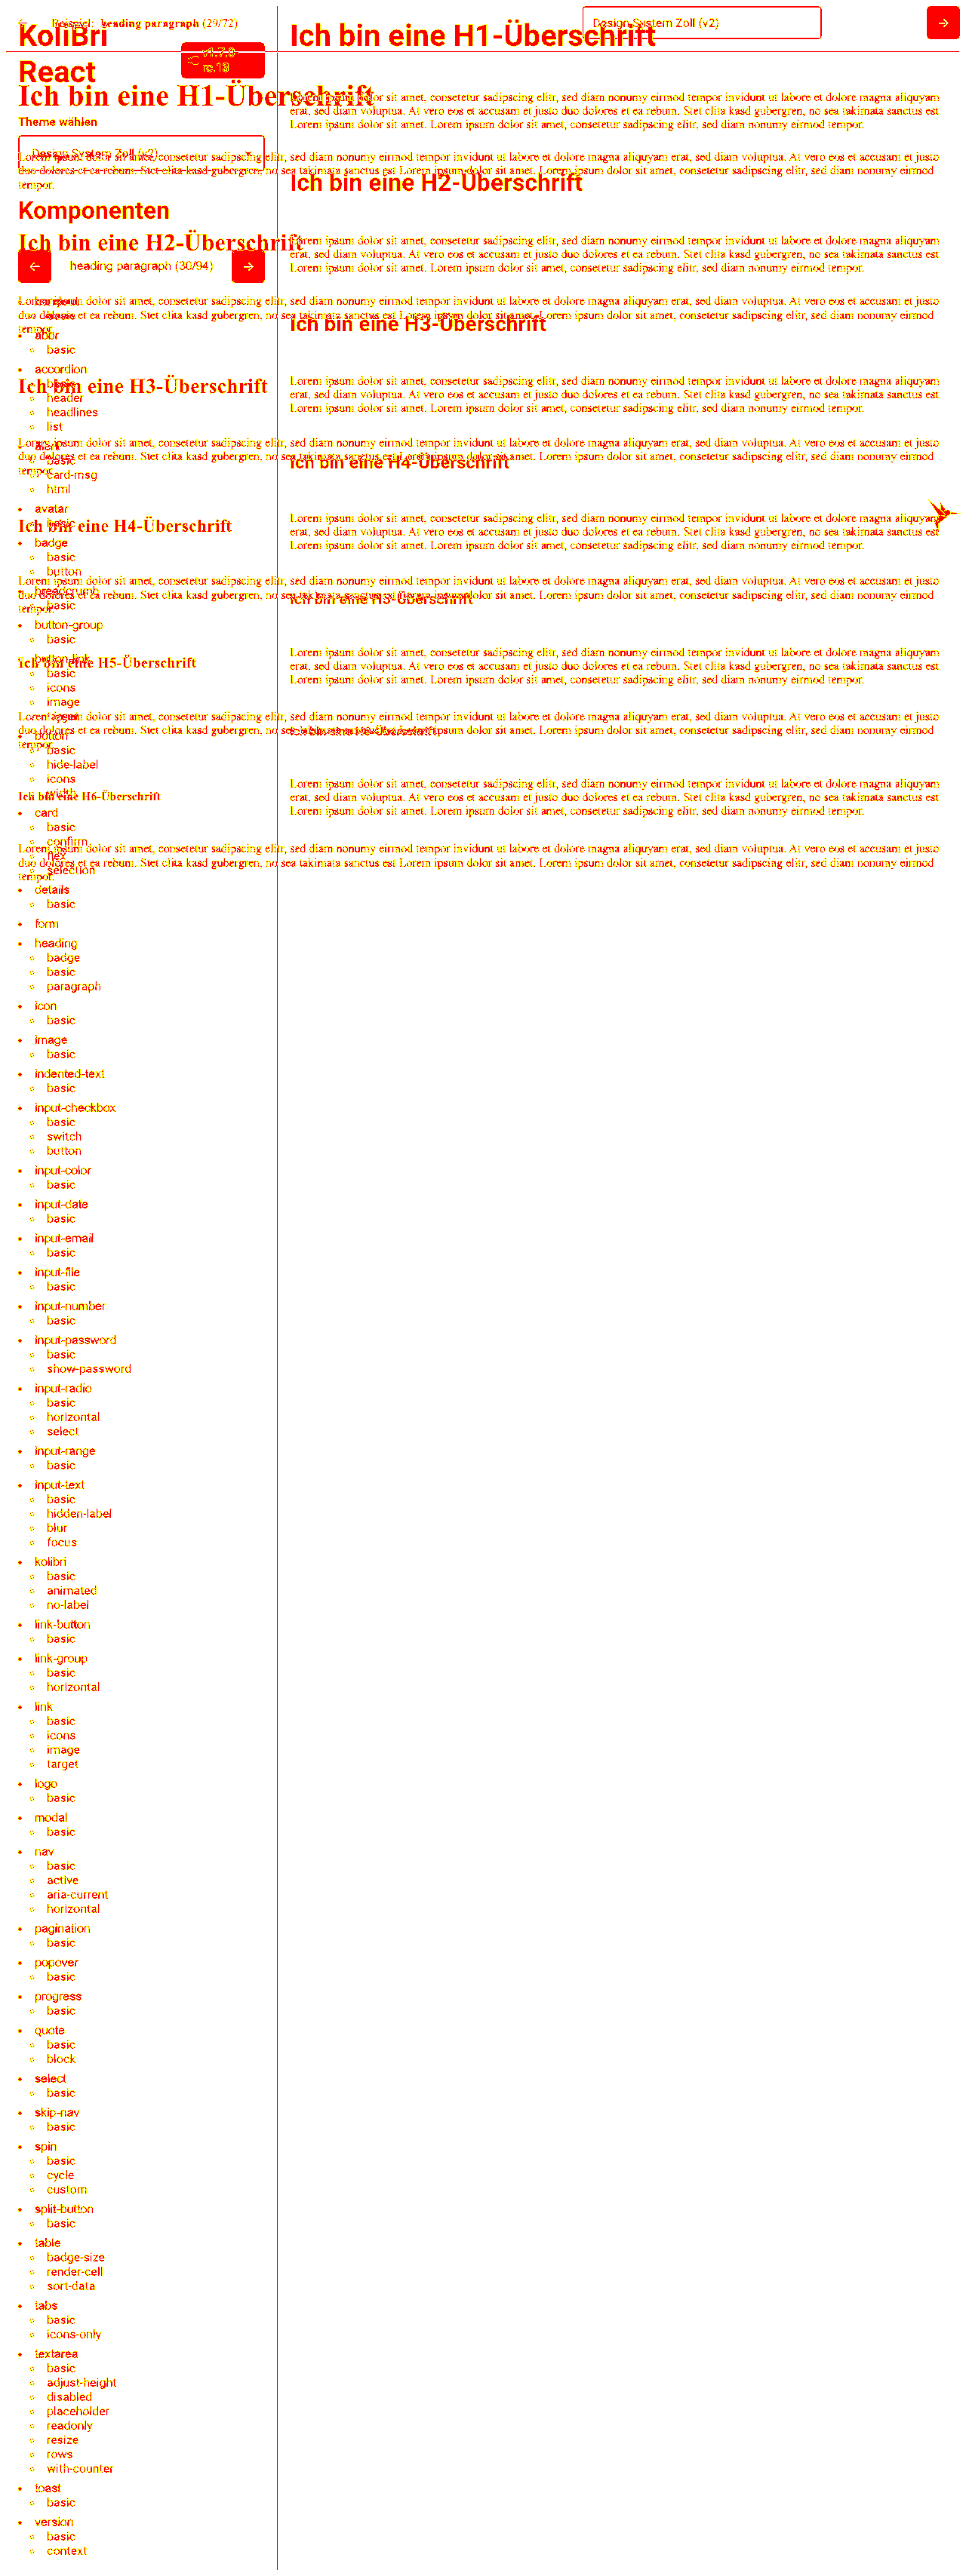 ← Beispiel: heading paragraph (29/72)
Design System Zoll (v2)
→
KoliBri
React
Ich bin eine H1-Überschrift
Ich bin eine H1-Überschrift
Theme wählen
Design System Zoll (v2)
Lorem ipsum dolor sit amet, consetetur sadipscing elitr, sed diam nonumy eirmod tempor invidunt ut labore et dolore magna aliquyam
erat, sed diam voluptua. At vero eos et accusam et justo duo dolores et ea rebum. Stet clita kasd gubergren, no sea takimata sanctus est
Lorem ipsum dolor sit amet. Lorem ipsum dolor sit amet, consetetur sadipscing elitr, sed diam nonumy eirmod tempor.
Lorem ipsum dolor sit amet, consetetur sadipscing elitr, sed diam nonumy eirmod tempor invidunt ut labore et dolore magna aliquyam erat, sed diam voluptua. At vero eos et accusam et justo
duo dolores et ea rebum. Stet clita kasd gubergren, no sea takimata sanctus est Lorem ipsum dolor sit amet. Lorem ipsum dolor sit amet, consetetur sadipscing elitr, sed diam nonumy eirmod
tempor.
Ich bin eine H2-Überschrift
Komponenten
Ich bin eine H2-Überschrift
← heading paragraph (30/94) →
Lorem ipsum dolor sit amet, consetetur sadipscing elitr, sed diam nonumy eirmod tempor invidunt ut labore et dolore magna aliquyam
erat, sed diam voluptua. At vero eos et accusam et justo duo dolores et ea rebum. Stet clita kasd gubergren, no sea takimata sanctus est
Lorem ipsum dolor sit amet. Lorem ipsum dolor sit amet, consetetur sadipscing elitr, sed diam nonumy eirmod tempor.
Lorem ipsum dolor sit amet, consetetur sadipscing elitr, sed diam nonumy eirmod tempor invidunt ut labore et dolore magna aliquyam erat, sed diam voluptua. At vero eos et accusam et justo
duo dolores et ea rebum. Stet clita kasd gubergren, no sea takimata sanctus est Lorem ipsum dolor sit amet. Lorem ipsum dolor sit amet, consetetur sadipscing elitr, sed diam nonumy eirmod
tempor.
Ich bin eine H3-Überschrift
abbr
basic
accordion
basic
Ich bin eine H3-Überschrift
header
headlines
list
Lorem ipsum dolor sit amet, consetetur sadipscing elitr, sed diam nonumy eirmod tempor invidunt ut labore et dolore magna aliquyam
erat, sed diam voluptua. At vero eos et accusam et justo duo dolores et ea rebum. Stet clita kasd gubergren, no sea takimata sanctus est
Lorem ipsum dolor sit amet. Lorem ipsum dolor sit amet, consetetur sadipscing elitr, sed diam nonumy eirmod tempor.
Lorem ipsum dolor sit amet, consetetur sadipscing elitr, sed diam nonumy eirmod tempor invidunt ut labore et dolore magna aliquyam erat, sed diam voluptua. At vero eos et accusam et justo
duo dolores et ea rebum. Stet clita kasd gubergren, no sea takimata sanctus est Lorem ipsum dolor sit amet. Lorem ipsum dolor sit amet, consetetur sadipscing elitr, sed diam nonumy eirmod
tempor.
Ich bin eine H4-Überschrift
alert
basic
card-msg
html
avatar
basic
Ich bin eine H4-Überschrift
badge
basic
button
Lorem ipsum dolor sit amet, consetetur sadipscing elitr, sed diam nonumy eirmod tempor invidunt ut labore et dolore magna aliquyam
erat, sed diam voluptua. At vero eos et accusam et justo duo dolores et ea rebum. Stet clita kasd gubergren, no sea takimata sanctus est
Lorem ipsum dolor sit amet. Lorem ipsum dolor sit amet, consetetur sadipscing elitr, sed diam nonumy eirmod tempor.
Lorem ipsum dolor sit amet, consetetur sadipscing elitr, sed diam nonumy eirmod tempor invidunt ut labore et dolore magna aliquyam erat, sed diam voluptua. At vero eos et accusam et justo
duo dolores et ea rebum. Stet clita kasd gubergren, no sea takimata sanctus est Lorem ipsum dolor sit amet. Lorem ipsum dolor sit amet, consetetur sadipscing elitr, sed diam nonumy eirmod
tempor.
Ich bin eine H5-Überschrift
breadcrumb
basic
button-group
basic
button-link
Ich bin eine H5-Überschrift
basic
icons
image
Lorem ipsum dolor sit amet, consetetur sadipscing elitr, sed diam nonumy eirmod tempor invidunt ut labore et dolore magna aliquyam
erat, sed diam voluptua. At vero eos et accusam et justo duo dolores et ea rebum. Stet clita kasd gubergren, no sea takimata sanctus est
Lorem ipsum dolor sit amet. Lorem ipsum dolor sit amet, consetetur sadipscing elitr, sed diam nonumy eirmod tempor.
Lorem ipsum dolor sit amet, consetetur sadipscing elitr, sed diam nonumy eirmod tempor invidunt ut labore et dolore magna aliquyam erat, sed diam voluptua. At vero eos et accusam et justo
duo dolores et ea rebum. Stet clita kasd gubergren, no sea takimata sanctus est Lorem ipsum dolor sit amet. Lorem ipsum dolor sit amet, consetetur sadipscing elitr, sed diam nonumy eirmod
tempor.
Ich bin eine H6-Überschrift
button
basic
hide-label
icons
width
Ich bin eine H6-Überschrift
Lorem ipsum dolor sit amet, consetetur sadipscing elitr, sed diam nonumy eirmod tempor invidunt ut labore et dolore magna aliquyam
erat, sed diam voluptua. At vero eos et accusam et justo duo dolores et ea rebum. Stet clita kasd gubergren, no sea takimata sanctus est
Lorem ipsum dolor sit amet. Lorem ipsum dolor sit amet, consetetur sadipscing elitr, sed diam nonumy eirmod tempor.
card
basic
confirm
flex
selection
Lorem ipsum dolor sit amet, consetetur sadipscing elitr, sed diam nonumy eirmod tempor invidunt ut labore et dolore magna aliquyam erat, sed diam voluptua. At vero eos et accusam et justo
duo dolores et ea rebum. Stet clita kasd gubergren, no sea takimata sanctus est Lorem ipsum dolor sit amet. Lorem ipsum dolor sit amet, consetetur sadipscing elitr, sed diam nonumy eirmod
tempor.
details
basic
form
heading
badge
basic
paragraph
icon
basic
image
basic
indented-text
basic
input-checkbox
basic
switch
button
input-color
basic
input-date
basic
input-email
basic
input-file
basic
input-number
basic
input-password
basic
show-password
input-radio
basic
horizontal
select
input-range
basic
input-text
basic
hidden-label
blur
focus
kolibri
basic
animated
no-label
link-button
basic
link-group
basic
horizontal
link
basic
icons
image
target
logo
basic
modal
basic
nav
basic
active
aria-current
horizontal
pagination
basic
popover
basic
progress
basic
quote
basic
block
select
basic
skip-nav
basic
spin
basic
cycle
custom
split-button
basic
table
badge-size
render-cell
sort-data
tabs
basic
icons-only
textarea
basic
adjust-height
disabled
placeholder
readonly
resize
rows
with-counter
toast
basic
version
basic
context